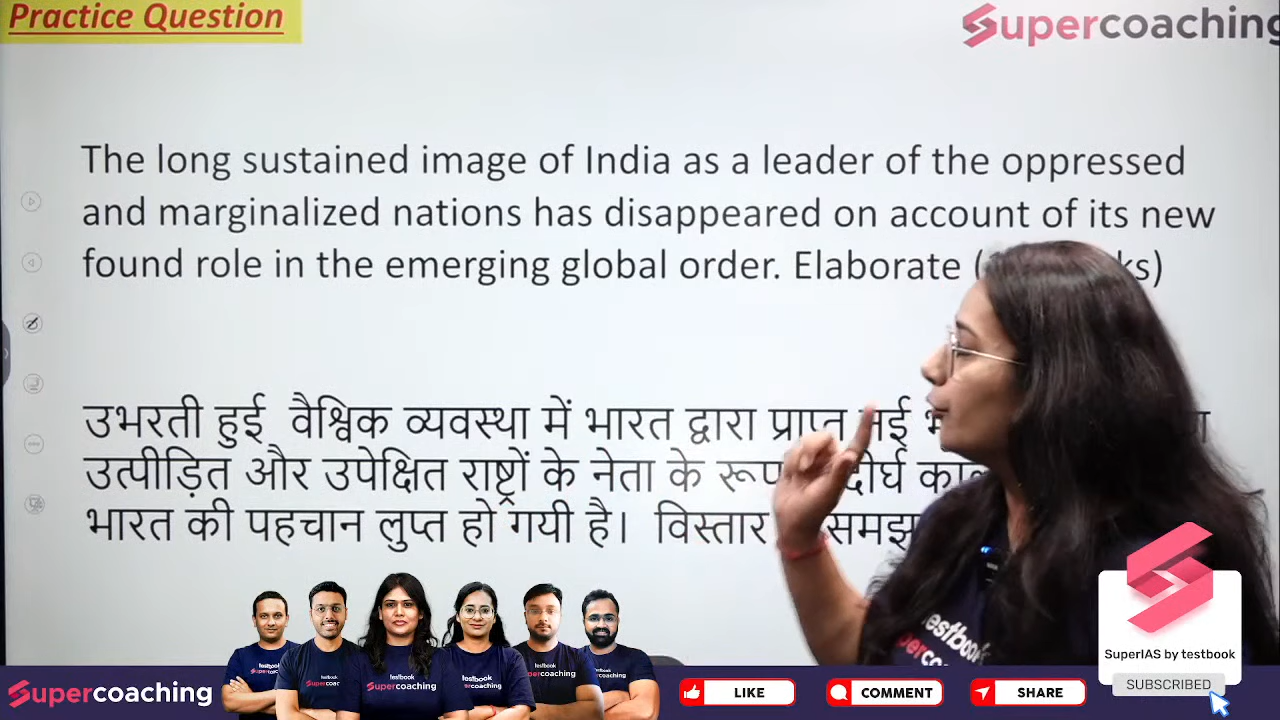 Practice Question
Supercoaching
The long sustained image of India as a leader of the oppressed
and marginalized nations has disappeared on account of its new
found role in the emerging global order. Elaborate
उभरती हुई वैश्विक व्यवस्था में भारत द्वारा प्राप्त नई
उत्पीड़ित और उपेक्षित राष्ट्रों के नेता के दीर्घ
भारत की पहचान लुप्त हो गयी है। विस्तार
testbook
SuperIAS by testbook
SUBSCRIBED
Supercoaching
LIKE
COMMENT
SHARE